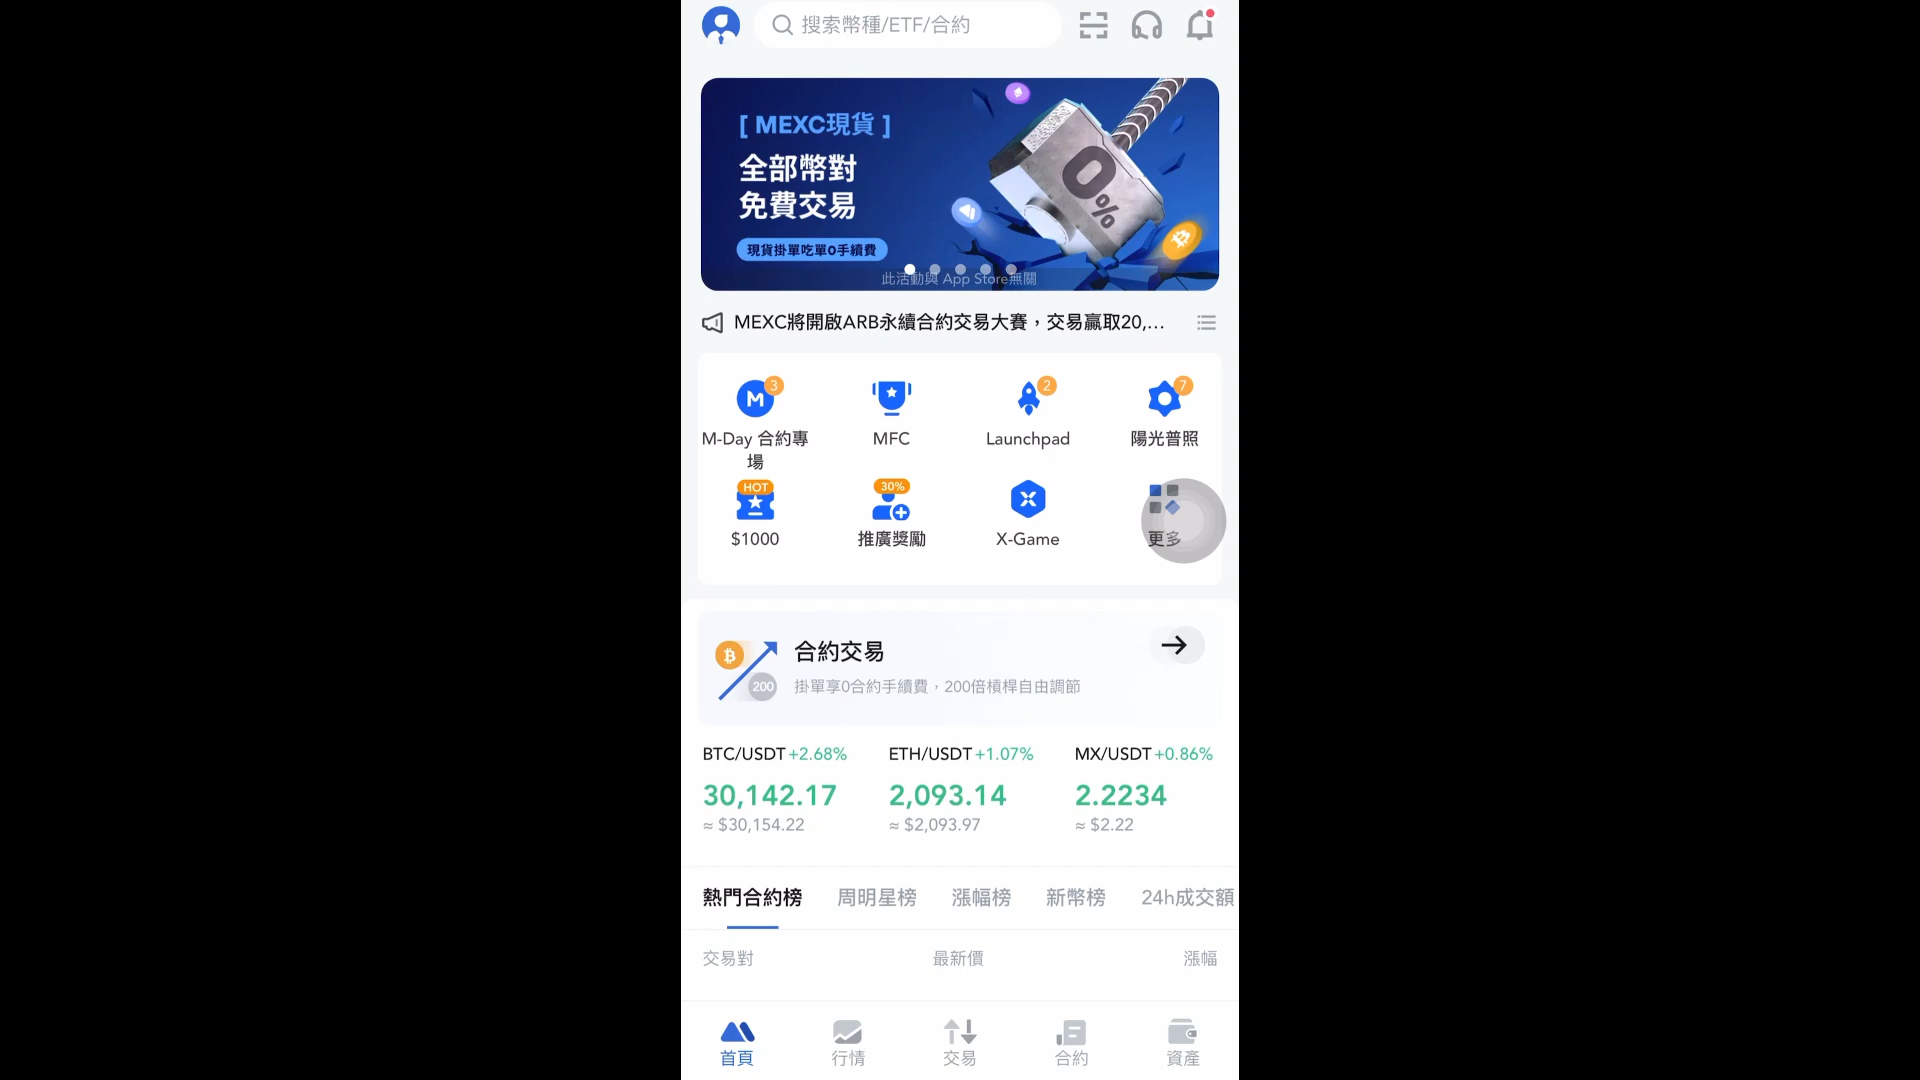 搜索幣種/ETF/合約
[ MEXC現貨 ]
全部幣對
免費交易
0%
現貨掛單吃單0手續費
此活動與 App Store無關
MEXC將開啟ARB永續合約交易大賽，交易贏取20,...
3
2
7
M-Day 合約專
場
MFC
Launchpad
陽光普照
HOT
30%
$1000
推廣獎勵
X-Game
更多
合約交易
200
掛單享0合約手續費，200倍槓桿自由調節
BTC/USDT +2.68%
ETH/USDT +1.07%
MX/USDT +0.86%
30,142.17
2,093.14
2.2234
≈ $30,154.22
≈ $2,093.97
≈ $2.22
熱門合約榜
周明星榜
漲幅榜
新幣榜
24h成交額
交易對
最新價
漲幅
首頁
行情
交易
合約
資產